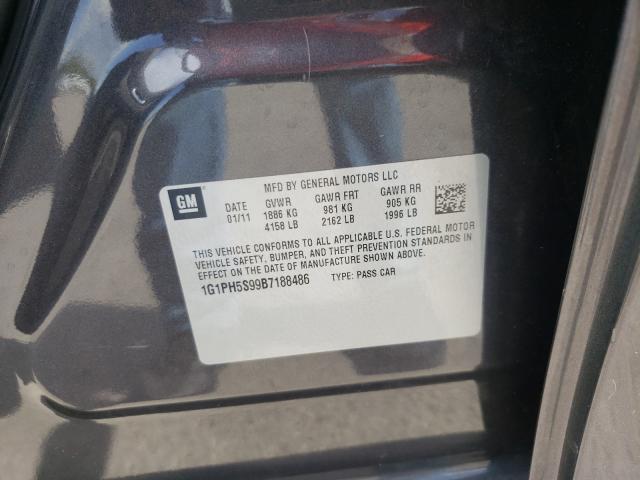 GM
MFD BY GENERAL MOTORS LLC
DATE GVWR GAWR FRT GAWR RR
01/11 1886 KG 981 KG 905 KG
4158 LB 2162 LB 1996 LB
THIS VEHICLE CONFORMS TO ALL APPLICABLE U.S. FEDERAL MOTOR
VEHICLE SAFETY, BUMPER, AND THEFT PREVENTION STANDARDS IN
EFFECT ON THE DATE OF MANUFACTURE SHOWN ABOVE.
1G1PH5S99B7188486 TYPE: PASS CAR